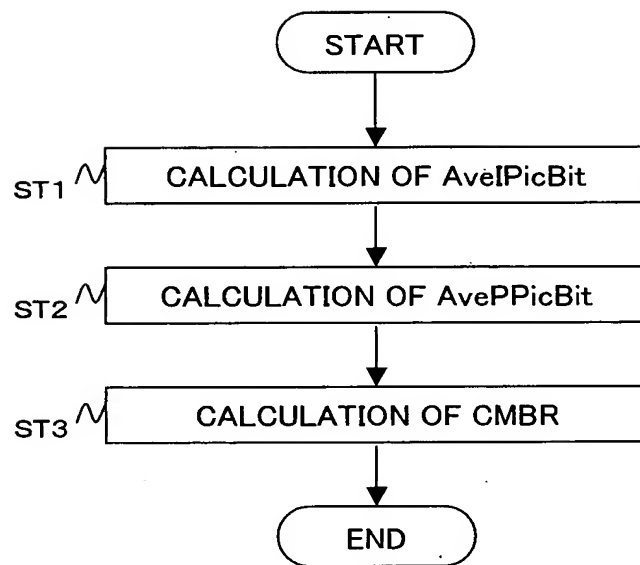 START
ST1 CALCULATION OF AveIPicBit
ST2 CALCULATION OF AvePPicBit
ST3 CALCULATION OF CMBR
END